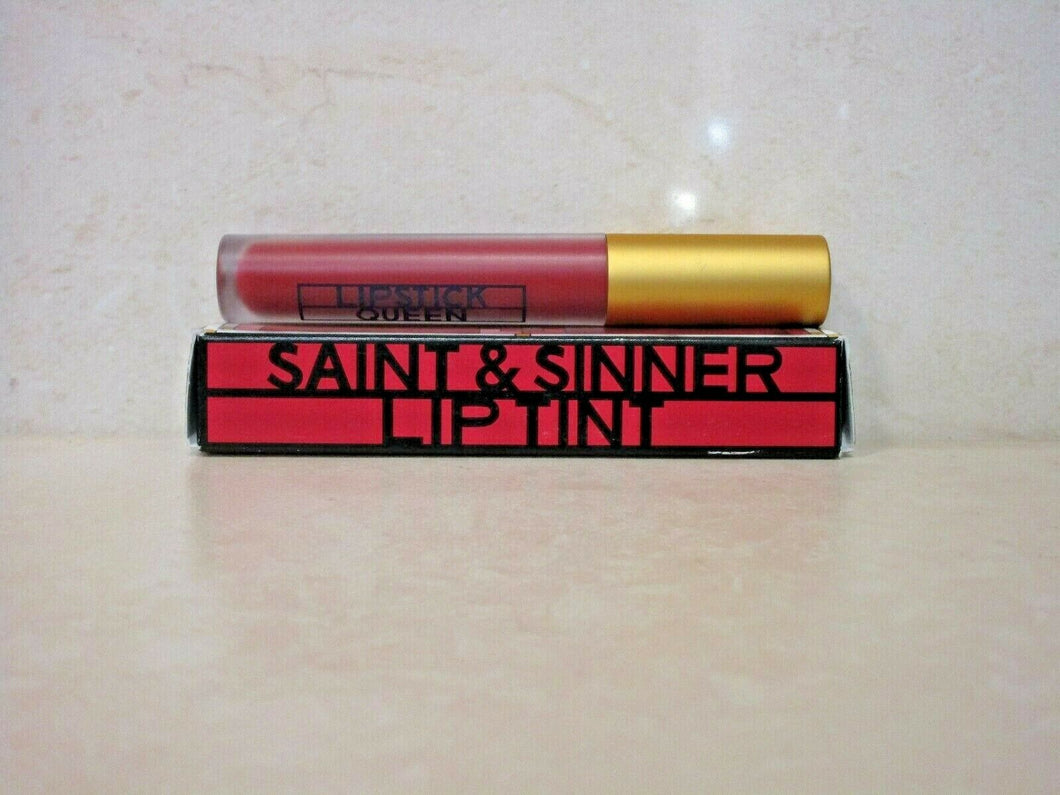 LIPSTICK
QUEEN
SAINT & SINNER
LIP TINT